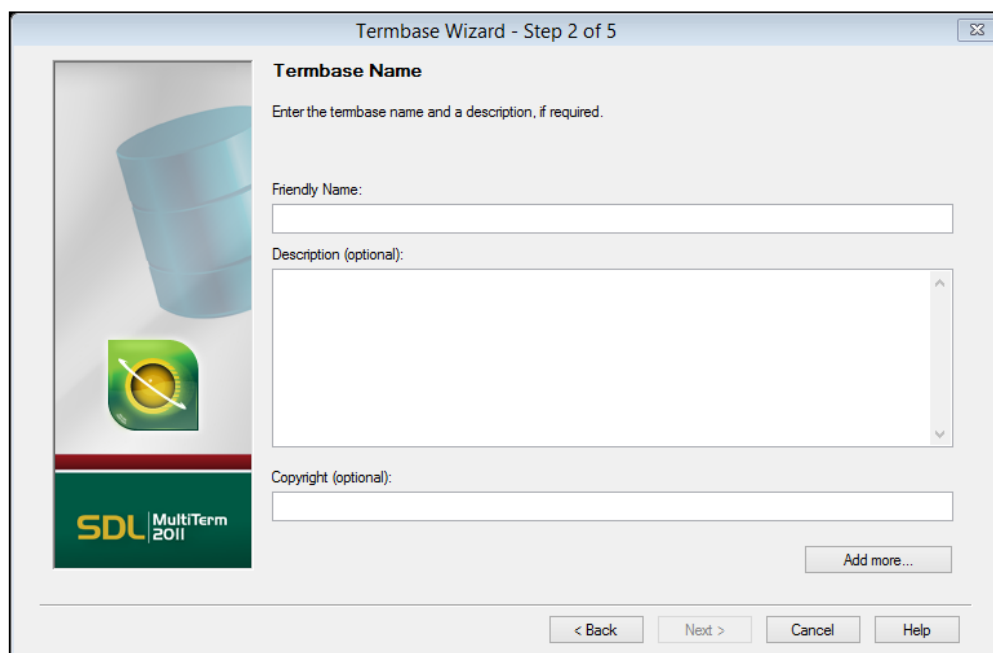 Termbase Wizard - Step 2 of 5
Termbase Name
Enter the termbase name and a description, if required.
Friendly Name:
Description (optional):
Copyright (optional):
SDL MultiTerm 2011
Add more...
< Back Next > Cancel Help